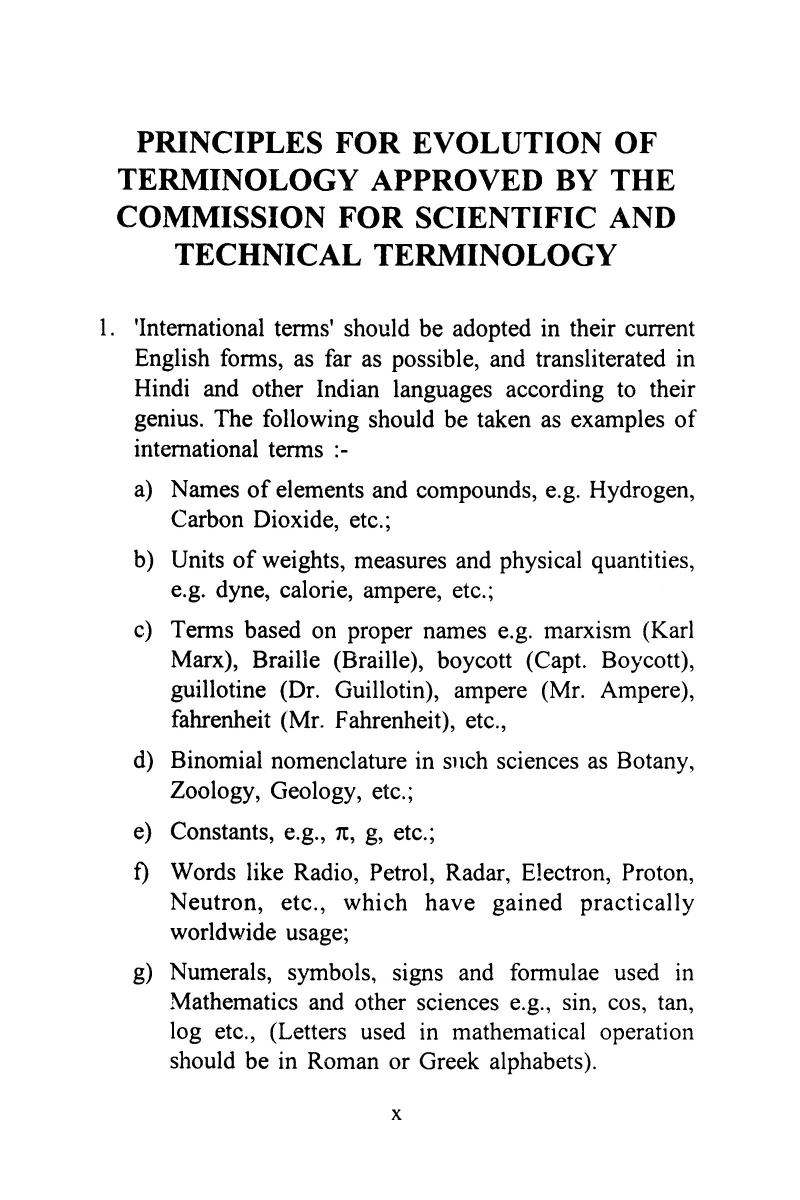 PRINCIPLES FOR EVOLUTION OF
TERMINOLOGY APPROVED BY THE
COMMISSION FOR SCIENTIFIC AND
TECHNICAL TERMINOLOGY
1. 'International terms' should be adopted in their current
English forms, as far as possible, and transliterated in
Hindi and other Indian languages according to their
genius. The following should be taken as examples of
international terms :-
a) Names of elements and compounds, e.g. Hydrogen,
Carbon Dioxide, etc.;
b) Units of weights, measures and physical quantities,
e.g. dyne, calorie, ampere, etc.;
c) Terms based on proper names e.g. marxism (Karl
Marx), Braille (Braille), boycott (Capt. Boycott),
guillotine (Dr. Guillotin), ampere (Mr. Ampere),
fahrenheit (Mr. Fahrenheit), etc.,
d) Binomial nomenclature in such sciences as Botany,
Zoology, Geology, etc.;
e) Constants, e.g., π, g, etc.;
f) Words like Radio, Petrol, Radar, Electron, Proton,
Neutron, etc., which have gained practically
worldwide usage;
g) Numerals, symbols, signs and formulae used in
Mathematics and other sciences e.g., sin, cos, tan,
log etc., (Letters used in mathematical operation
should be in Roman or Greek alphabets).
x